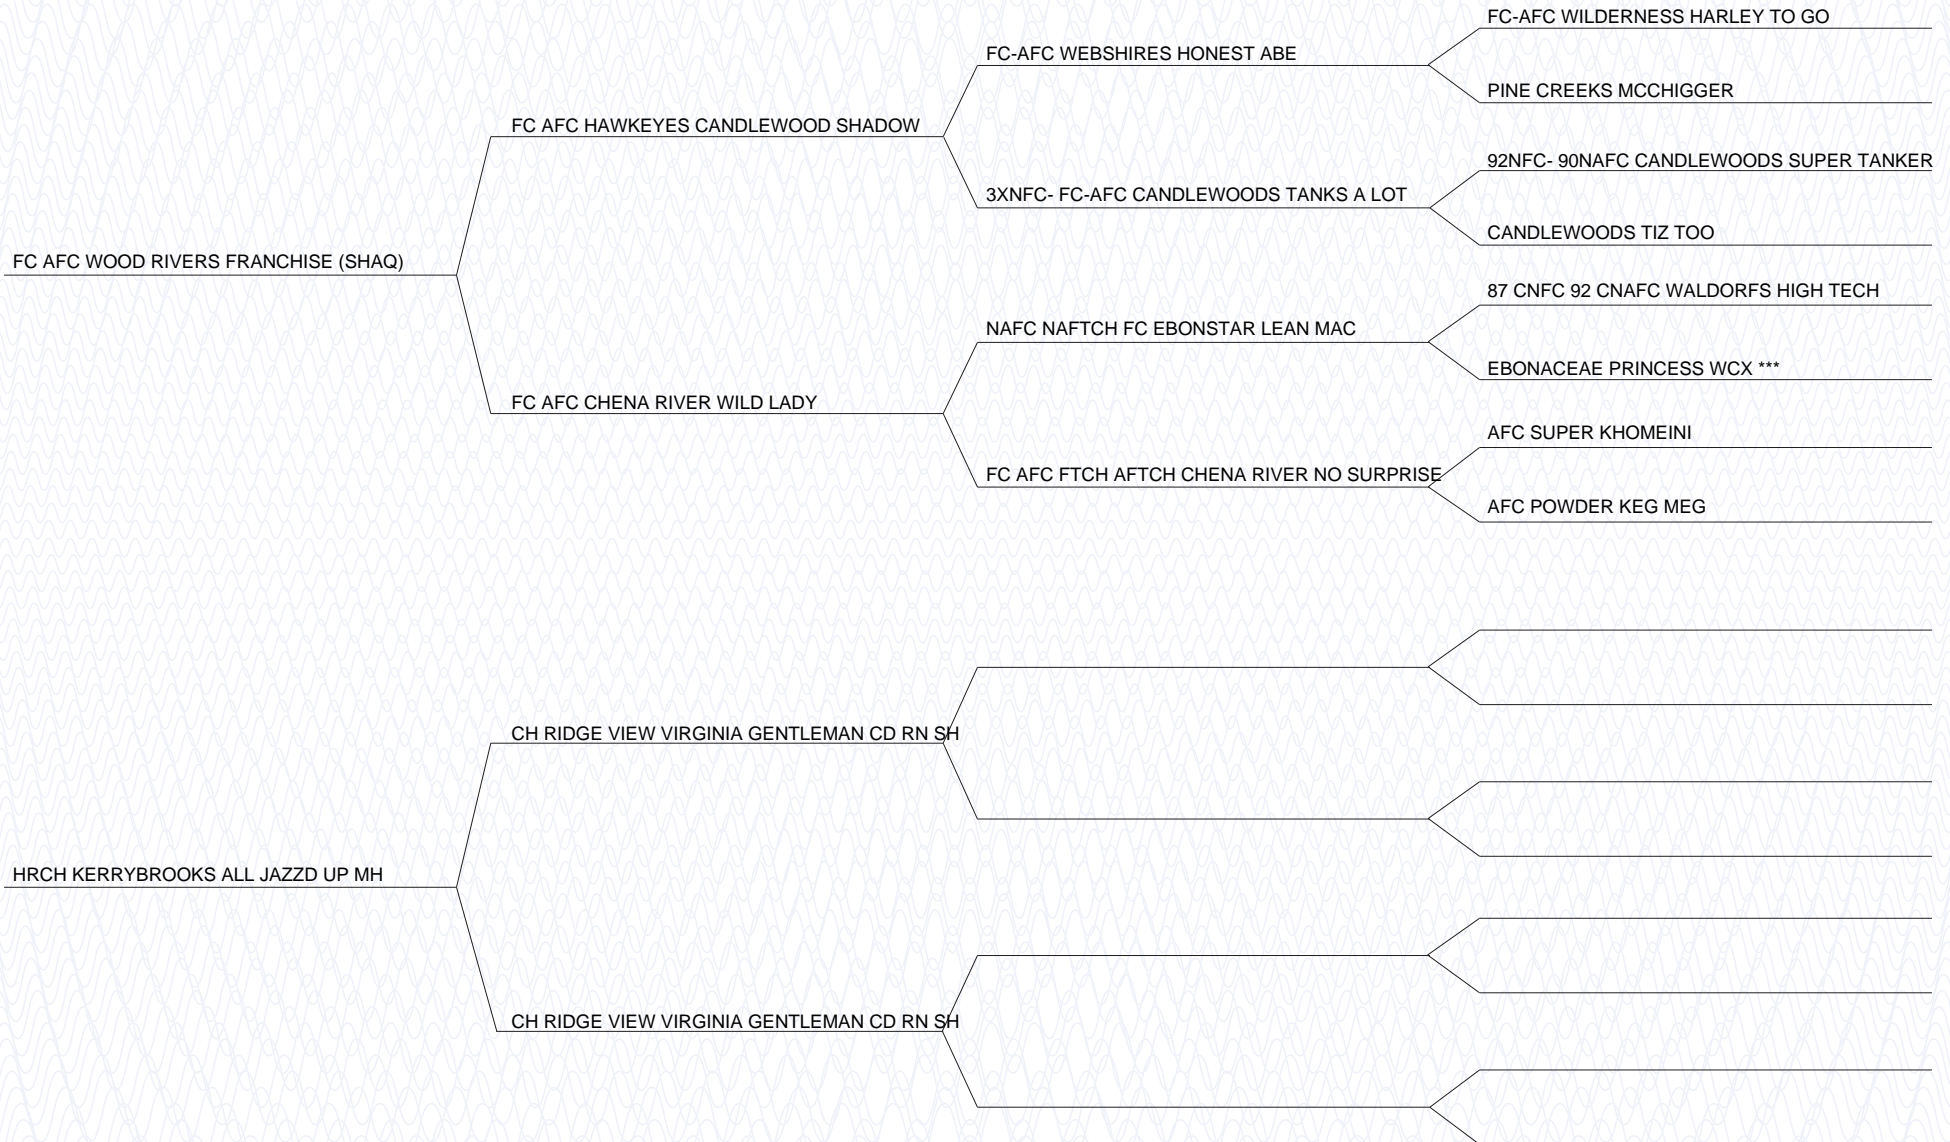 FC-AFC WILDERNESS HARLEY TO GO
FC-AFC WEBSHIRES HONEST ABE
PINE CREEKS MCCHIGGER
FC AFC HAWKEYES CANDLEWOOD SHADOW
92NFC- 90NAFC CANDLEWOODS SUPER TANKER
3XNFC- FC-AFC CANDLEWOODS TANKS A LOT
CANDLEWOODS TIZ TOO
FC AFC WOOD RIVERS FRANCHISE (SHAQ)
87 CNFC 92 CNAFC WALDORFS HIGH TECH
NAFC NAFTCH FC EBONSTAR LEAN MAC
EBONACEAE PRINCESS WCX ***
FC AFC CHENA RIVER WILD LADY
AFC SUPER KHOMEINI
FC AFC FTCH AFTCH CHENA RIVER NO SURPRISE
AFC POWDER KEG MEG
CH RIDGE VIEW VIRGINIA GENTLEMAN CD RN SH
HRCH KERRYBROOKS ALL JAZZD UP MH
CH RIDGE VIEW VIRGINIA GENTLEMAN CD RN SH